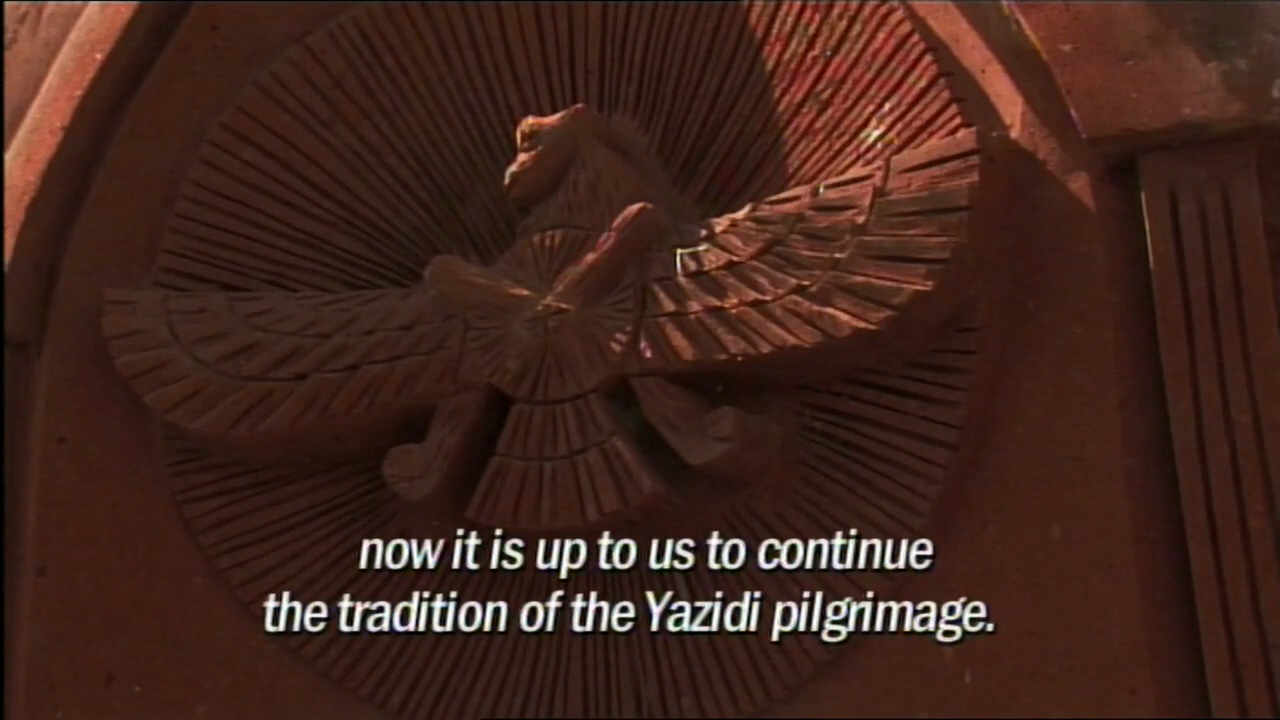 now it is up to us to continue
the tradition of the Yazidi pilgrimage.